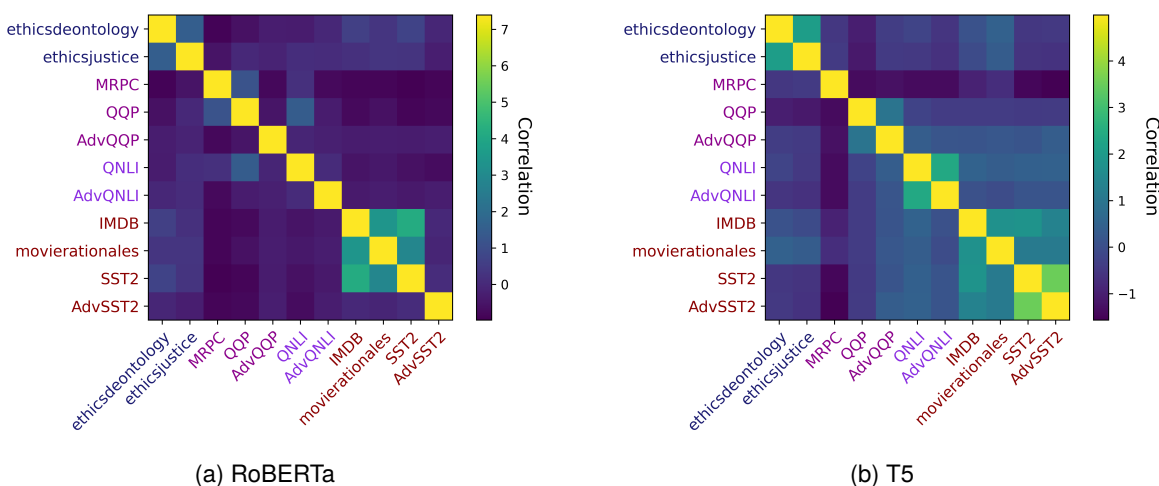 ethicsdeontology
ethicsjustice
MRPC
QQP
AdvQQP
QNLI
AdvQNLI
IMDB
movierationales
SST2
AdvSST2
ethicsdeontology
ethicsjustice
MRPC
QQP
AdvQQP
QNLI
AdvQNLI
IMDB
movierationales
SST2
AdvSST2
7
6
5
4
3
2
1
0
Correlation
(a) RoBERTa
ethicsdeontology
ethicsjustice
MRPC
QQP
AdvQQP
QNLI
AdvQNLI
IMDB
movierationales
SST2
AdvSST2
ethicsdeontology
ethicsjustice
MRPC
QQP
AdvQQP
QNLI
AdvQNLI
IMDB
movierationales
SST2
AdvSST2
4
3
2
1
0
−1
Correlation
(b) T5